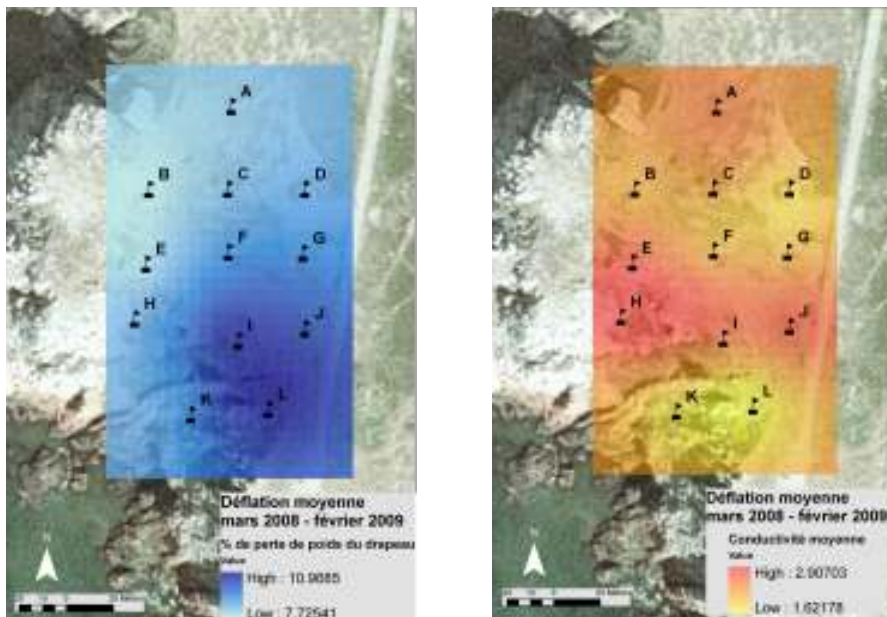 A
B
C
D
E
F
G
H
I
J
K
L
N
Déflation moyenne
mars 2008 - février 2009
% de perte de poids du drapeau
Value
High : 10.9885
Low : 7.72541
A
B
C
D
E
F
G
H
I
J
K
L
N
Déflation moyenne
mars 2008 - février 2009
Conductivité moyenne
Value
High : 2.90703
Low : 1.62178